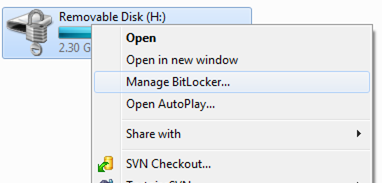 Removable Disk (H:)
2.30 G
Open
Open in new window
Manage BitLocker...
Open AutoPlay...
Share with
SVN Checkout...